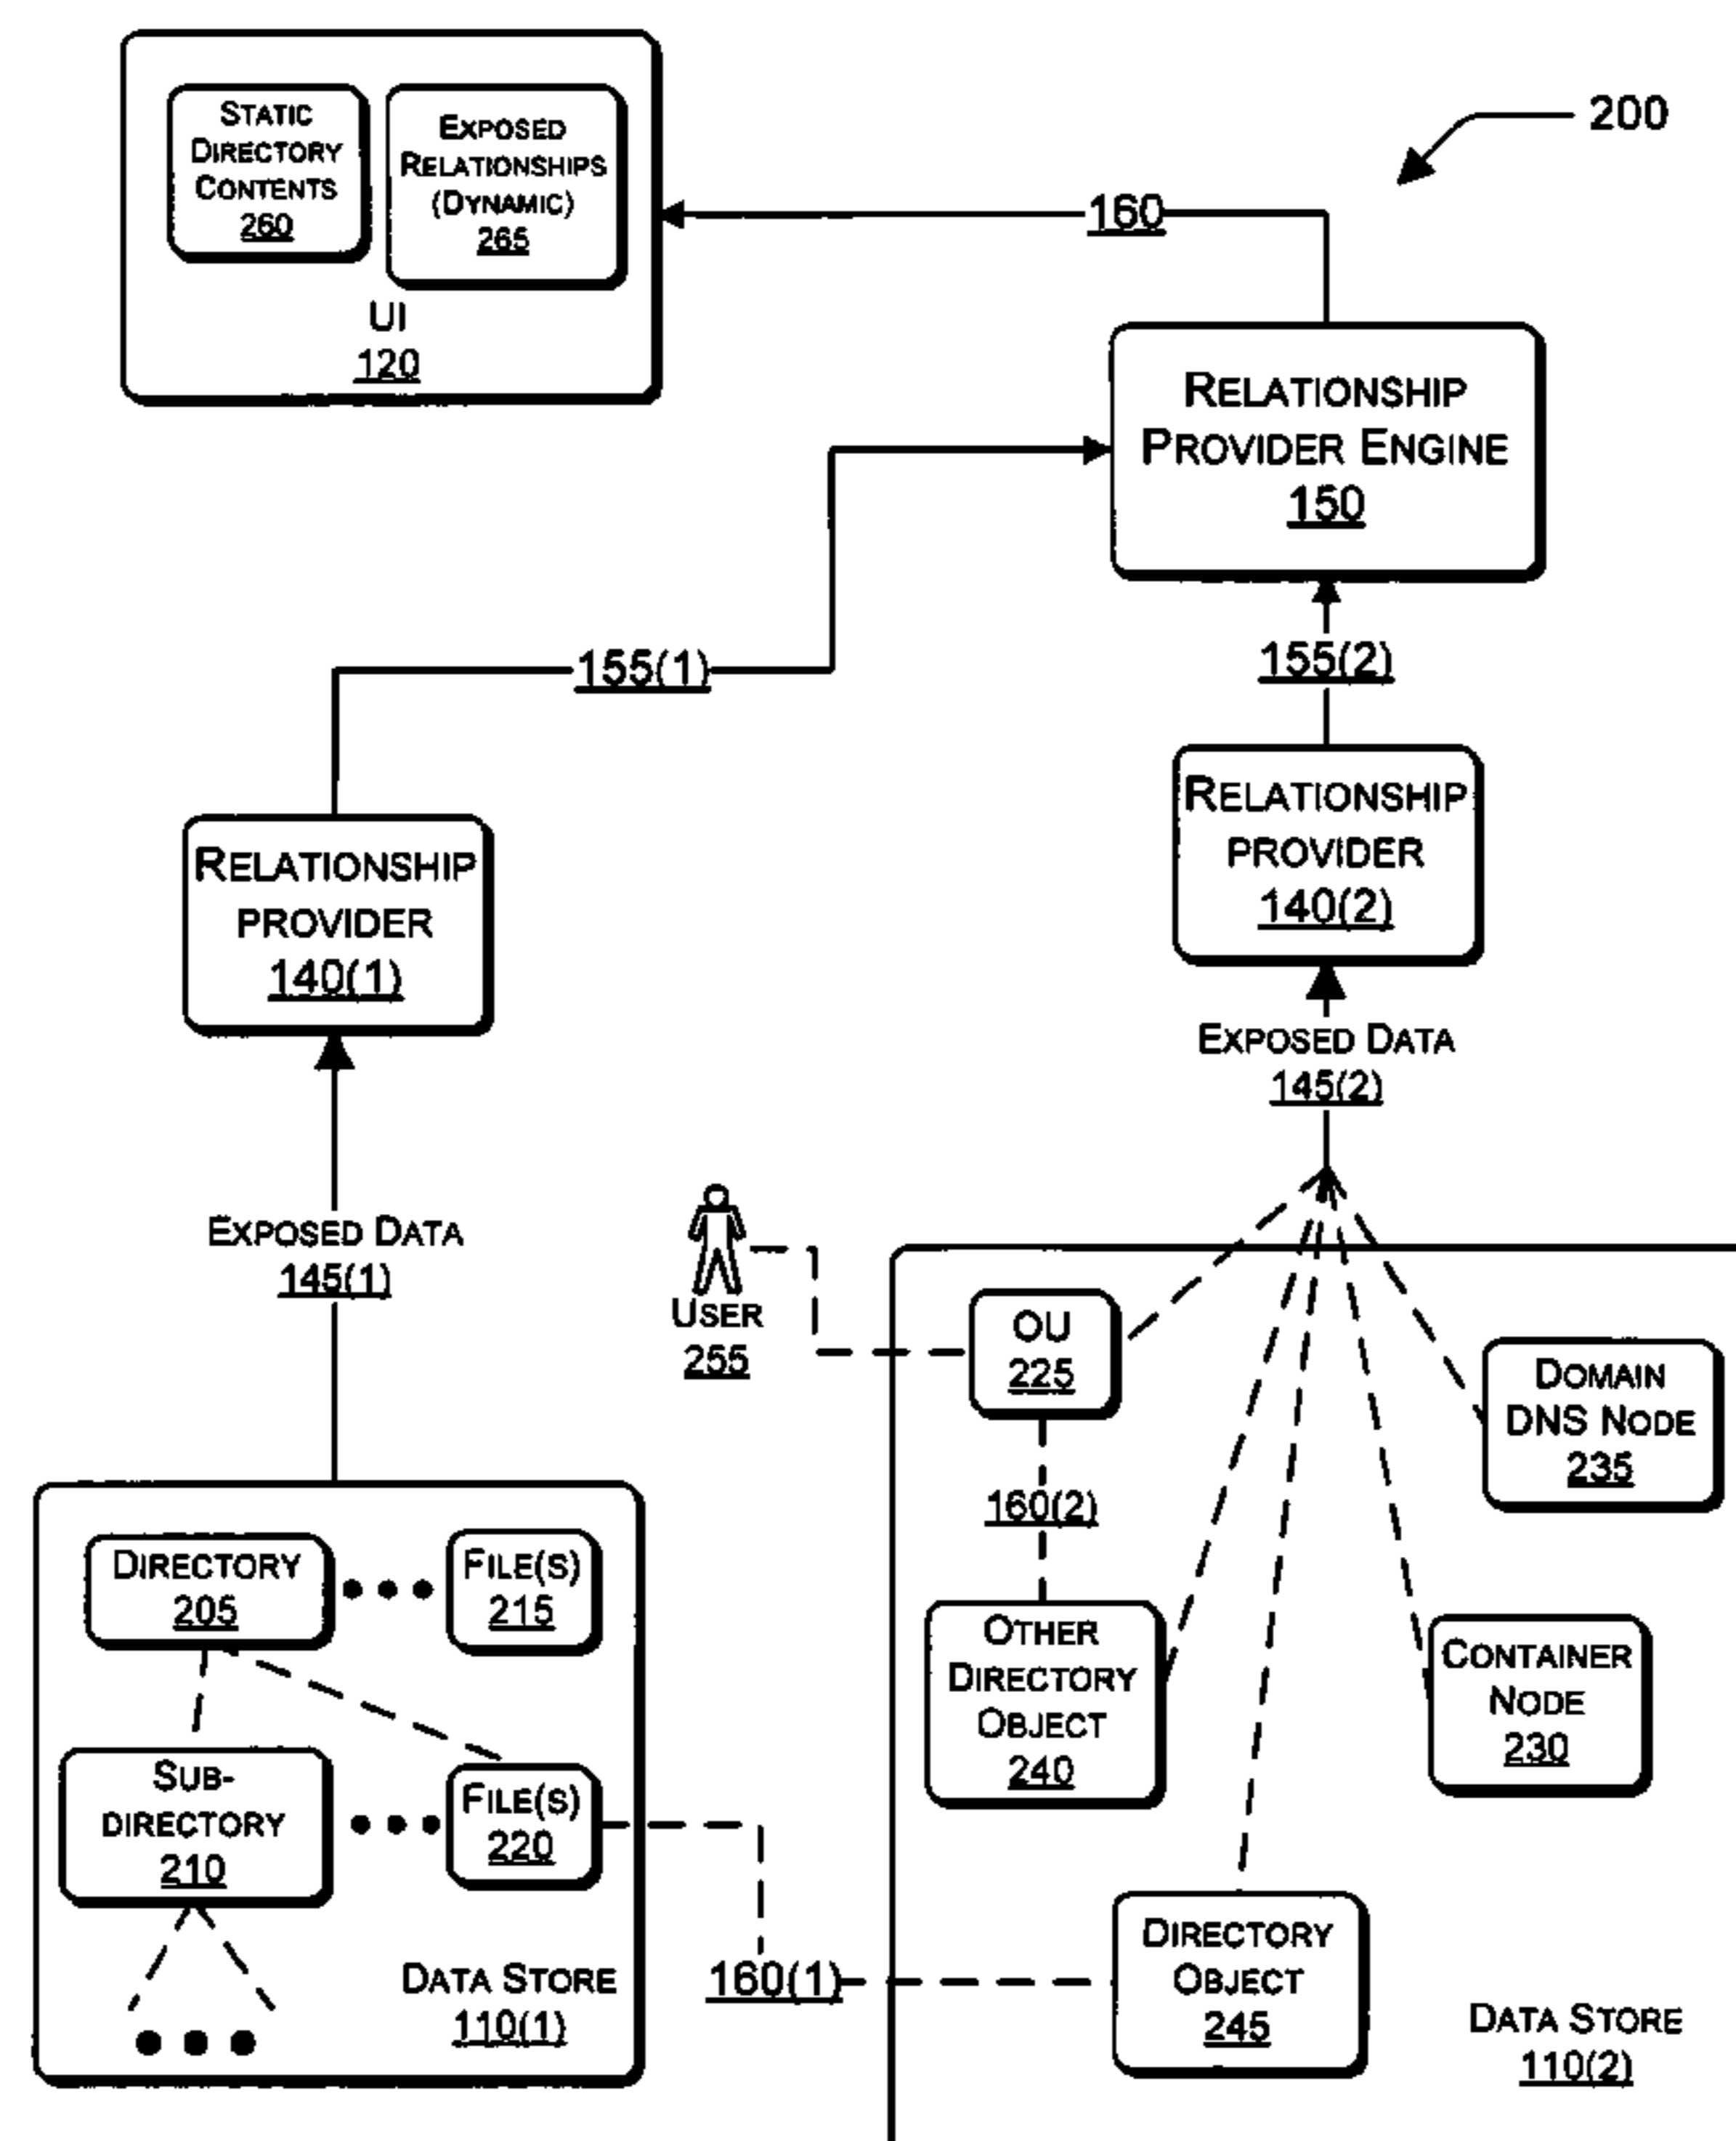 STATIC
DIRECTORY
CONTENTS
260
EXPOSED
RELATIONSHIPS
(DYNAMIC)
265
UI
120
200
160
RELATIONSHIP
PROVIDER ENGINE
150
155(1)
155(2)
RELATIONSHIP
PROVIDER
140(1)
RELATIONSHIP
PROVIDER
140(2)
EXPOSED DATA
145(2)
EXPOSED DATA
145(1)
USER
255
OU
225
DOMAIN
DNS NODE
235
160(2)
DIRECTORY
205
FILE(S)
215
OTHER
DIRECTORY
OBJECT
240
CONTAINER
NODE
230
SUB-
DIRECTORY
210
FILE(S)
220
DATA STORE
110(1)
160(1)
DIRECTORY
OBJECT
245
DATA STORE
110(2)